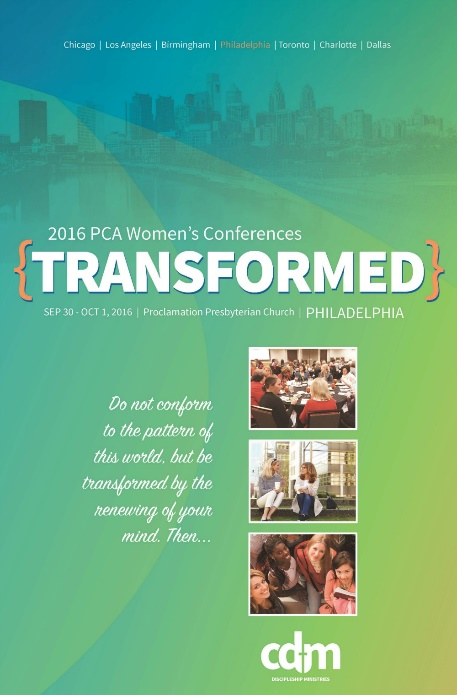 Chicago | Los Angeles | Birmingham | Philadelphia | Toronto | Charlotte | Dallas
2016 PCA Women's Conferences
{TRANSFORMED}
SEP 30 - OCT 1, 2016 | Proclamation Presbyterian Church | PHILADELPHIA
Do not conform
to the pattern of
this world, but be
transformed by the
renewing of your
mind. Then...
cdm
DISCIPLESHIP MINISTRIES